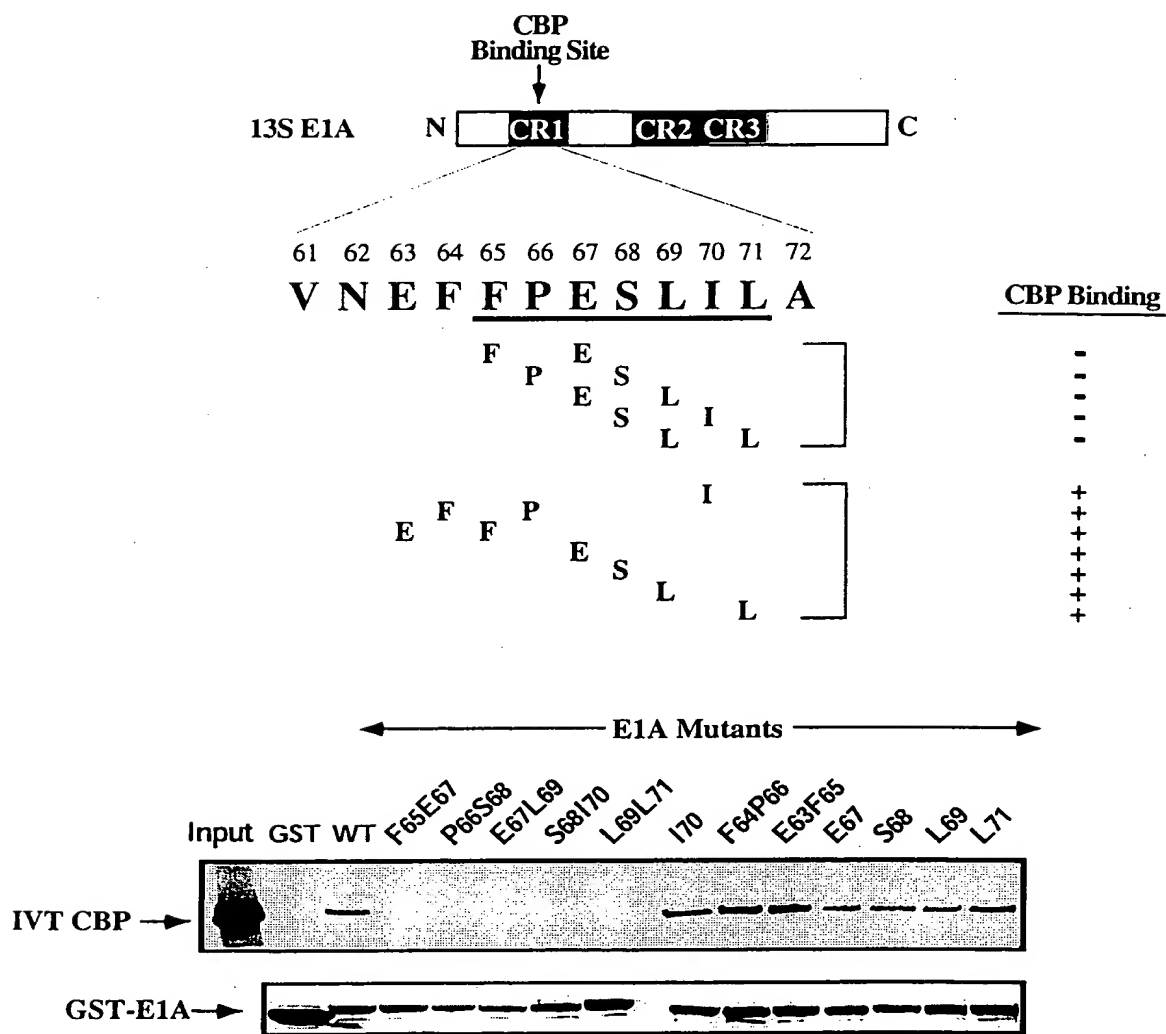 CBP
Binding Site
13S E1A N CR1 CR2 CR3 C
61 62 63 64 65 66 67 68 69 70 71 72
V N E F F P E S L I L A
CBP Binding
F E -
P S -
E L -
S I -
L L -
I +
F P +
E F +
E +
S +
L +
L +
E1A Mutants
Input GST WT F65E67 P66S68 E67L69 S68I70 L69L71 I70 F64P66 E63F65 E67 S68 L69 L71
IVT CBP
GST-E1A